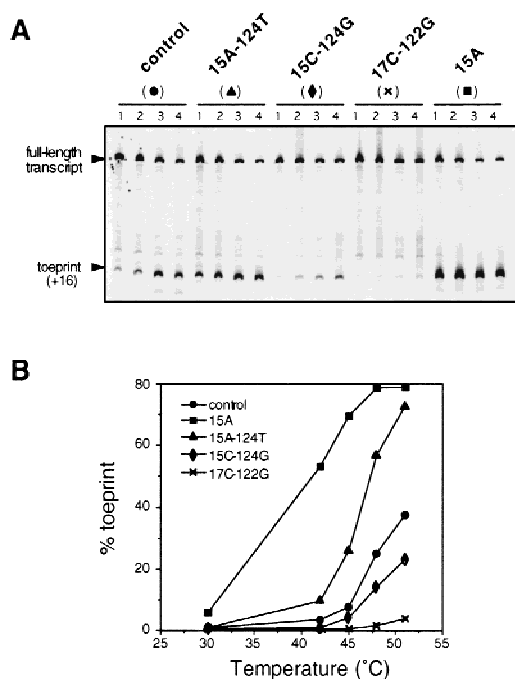 A
control
15A-124T
15C-124G
17C-122G
15A
(●) (▲) (♦) (×) (■)
1 2 3 4 1 2 3 4 1 2 3 4 1 2 3 4 1 2 3 4
full-length
transcript
toeprint
(+16)
B
80
60
40
20
0
% toeprint
control
15A
15A-124T
15C-124G
17C-122G
25 30 35 40 45 50 55
Temperature (°C)